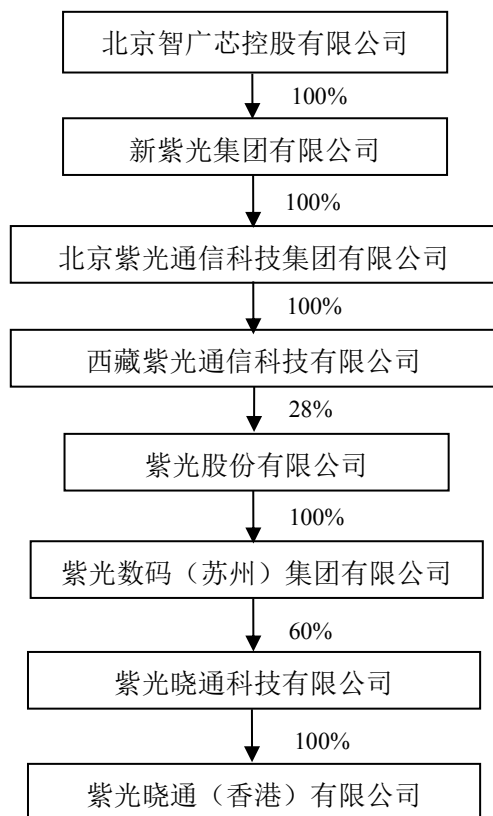 北京智广芯控股有限公司
100%
新紫光集团有限公司
100%
北京紫光通信科技集团有限公司
100%
西藏紫光通信科技有限公司
28%
紫光股份有限公司
100%
紫光数码（苏州）集团有限公司
60%
紫光晓通科技有限公司
100%
紫光晓通（香港）有限公司